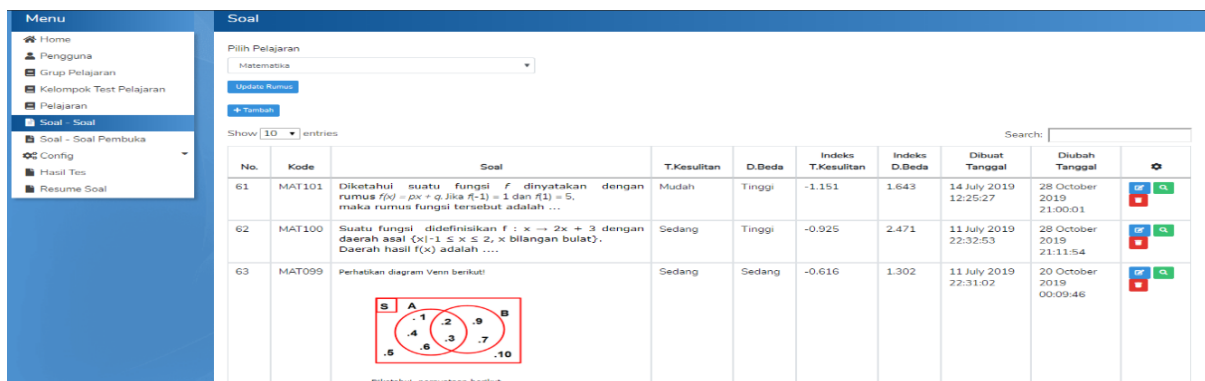 Menu
Home
Pengguna
Grup Pelajaran
Kelompok Test Pelajaran
Pelajaran
Soal - Soal
Soal - Soal Pembuka
Config
Hasil Tes
Resume Soal
Soal
Pilih Pelajaran
Matematika
Update Rumus
+ Tambah
Show 10 entries
Search:
No. Kode Soal T.Kesulitan D.Beda Indeks T.Kesulitan Indeks D.Beda Dibuat Tanggal Diubah Tanggal
61 MAT101 Diketahui suatu fungsi f dinyatakan dengan
rumus f(x) = px + q. Jika f(-1) = 1 dan f(1) = 5,
maka rumus fungsi tersebut adalah ...
Mudah Tinggi -1.151 1.643
14 July 2019
12:25:27
28 October
2019
21:00:01
62 MAT100 Suatu fungsi didefinisikan f : x → 2x + 3 dengan
daerah asal {x|-1 ≤ x ≤ 2, x bilangan bulat}.
Daerah hasil f(x) adalah ....
Sedang Tinggi -0.925 2.471
11 July 2019
22:32:53
28 October
2019
21:11:54
63 MAT099 Perhatikan diagram Venn berikut!
Sedang Sedang -0.616 1.302
11 July 2019
22:31:02
20 October
2019
00:09:46
S A B
.1 .2 .9
.4 .3 .7
.5 .6 .10